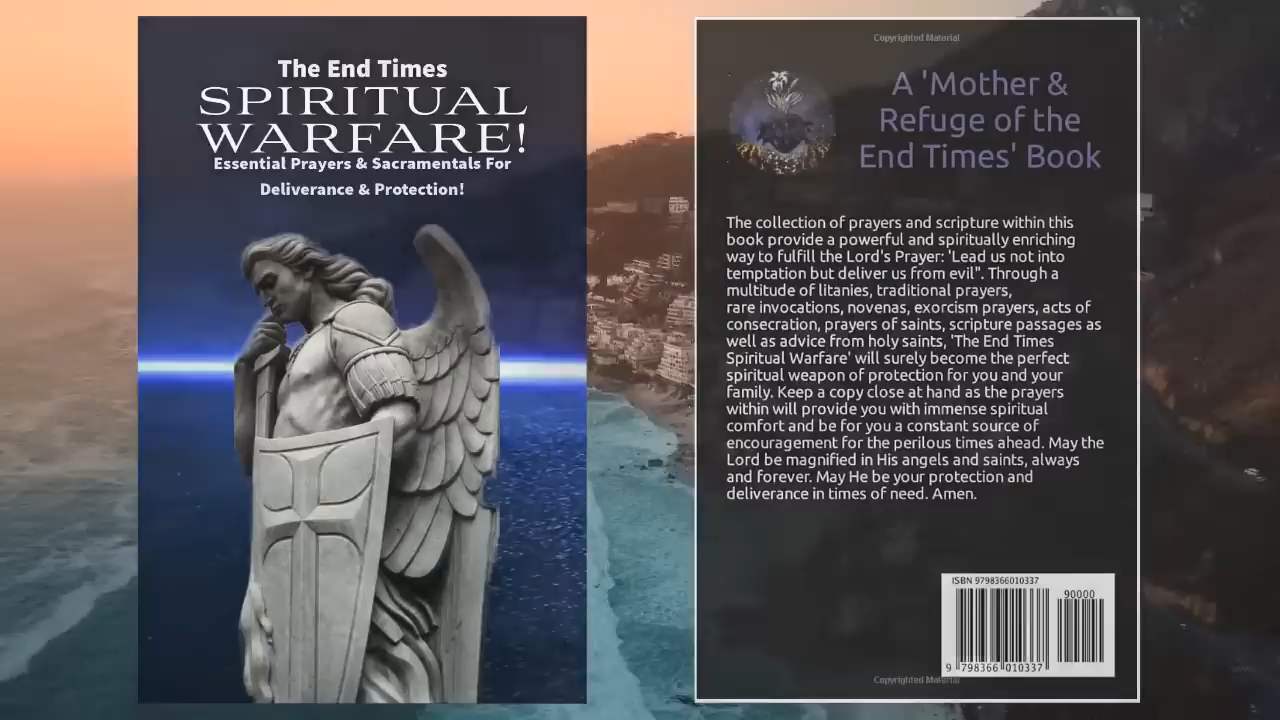 The End Times
SPIRITUAL
WARFARE!
Essential Prayers & Sacramentals For
Deliverance & Protection!
Copyrighted Material
A 'Mother &
Refuge of the
End Times' Book
The collection of prayers and scripture within this
book provide a powerful and spiritually enriching
way to fulfill the Lord's Prayer: 'Lead us not into
temptation but deliver us from evil". Through a
multitude of litanies, traditional prayers,
rare invocations, novenas, exorcism prayers, acts of
consecration, prayers of saints, scripture passages as
well as advice from holy saints, 'The End Times
Spiritual Warfare' will surely become the perfect
spiritual weapon of protection for you and your
family. Keep a copy close at hand as the prayers
within will provide you with immense spiritual
comfort and be for you a constant source of
encouragement for the perilous times ahead. May the
Lord be magnified in His angels and saints, always
and forever. May He be your protection and
deliverance in times of need. Amen.
ISBN 9798366010337
90000
9 798366 010337
Copyrighted Material